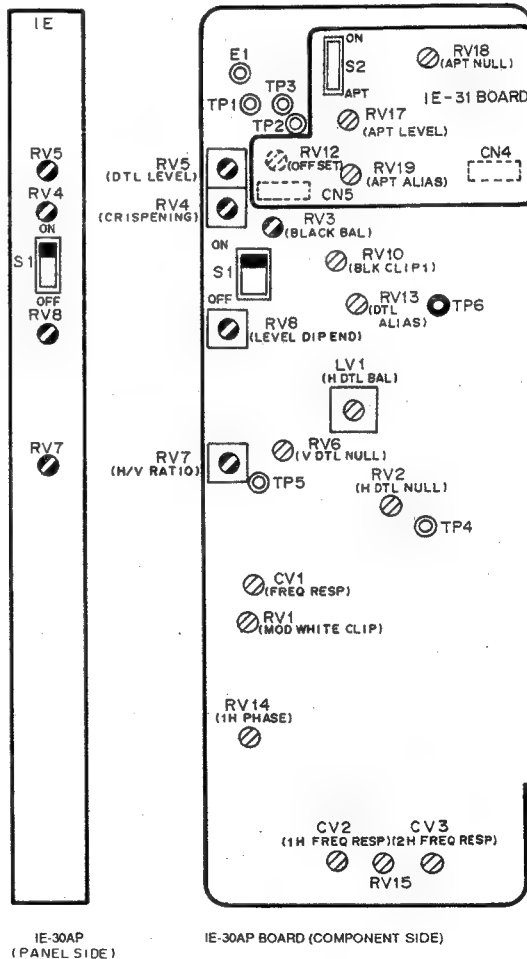 IE
RV5
RV4
ON
S1
OFF
RV8
RV7
IE-30AP
(PANEL SIDE)
E1
TP1
TP3
TP2
ON
S2
APT
RV18
(APT NULL)
IE-31 BOARD
RV17
(APT LEVEL)
RV12
(OFFSET)
RV19
(APT ALIAS)
CN4
CN5
RV5
(DTL LEVEL)
RV4
(CRISPENING)
RV3
(BLACK BAL)
ON
S1
OFF
RV10
(BLK CLIP1)
RV13
(DTL
ALIAS)
TP6
RV8
(LEVEL DIP END)
LV1
(H DTL BAL)
RV6
(V DTL NULL)
RV7
(H/V RATIO)
TP5
RV2
(H DTL NULL)
TP4
CV1
(FREQ RESP)
RV1
(MOD WHITE CLIP)
RV14
(1H PHASE)
CV2
(1H FREQ RESP)
CV3
(2H FREQ RESP)
RV15
IE-30AP BOARD (COMPONENT SIDE)